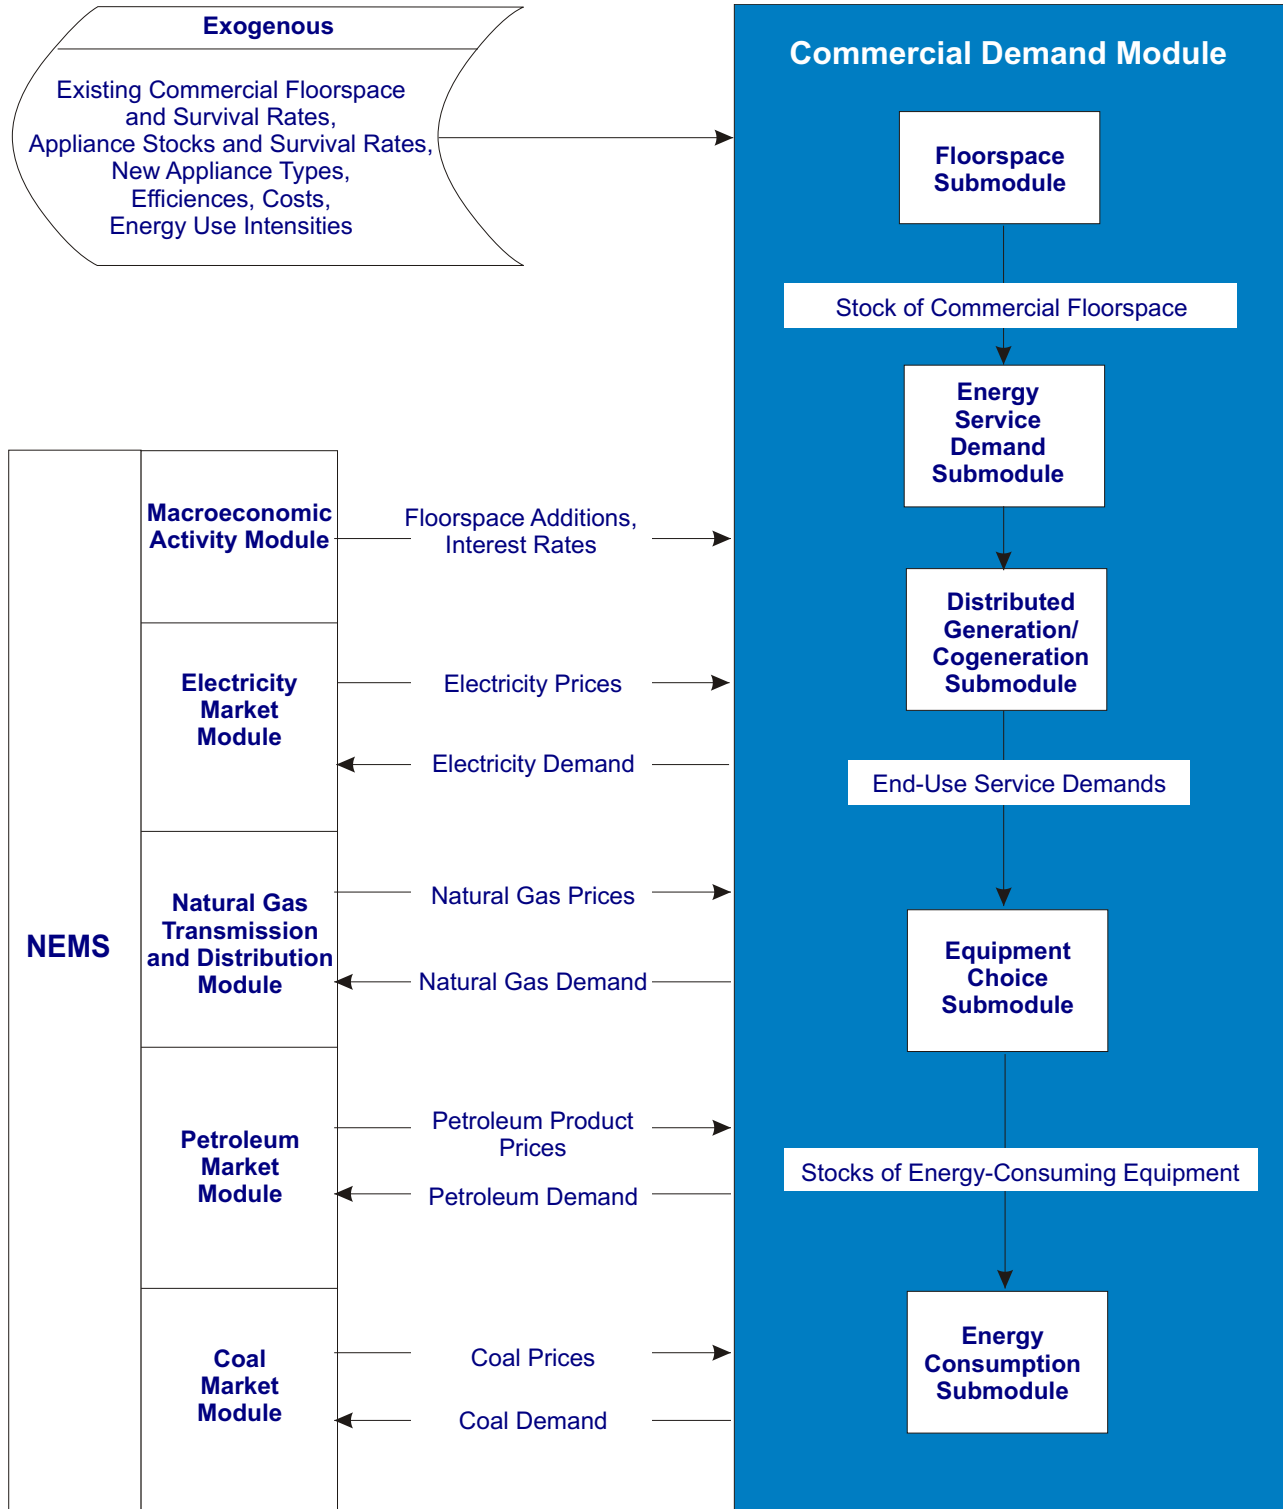 Exogenous
Existing Commercial Floorspace
and Survival Rates,
Appliance Stocks and Survival Rates,
New Appliance Types,
Efficiences, Costs,
Energy Use Intensities
Commercial Demand Module
Floorspace
Submodule
Stock of Commercial Floorspace
Energy
Service
Demand
Submodule
Distributed
Generation/
Cogeneration
Submodule
End-Use Service Demands
Equipment
Choice
Submodule
Stocks of Energy-Consuming Equipment
Energy
Consumption
Submodule
NEMS
Macroeconomic
Activity Module
Floorspace Additions,
Interest Rates
Electricity
Market
Module
Electricity Prices
Electricity Demand
Natural Gas
Transmission
and Distribution
Module
Natural Gas Prices
Natural Gas Demand
Petroleum
Market
Module
Petroleum Product
Prices
Petroleum Demand
Coal
Market
Module
Coal Prices
Coal Demand